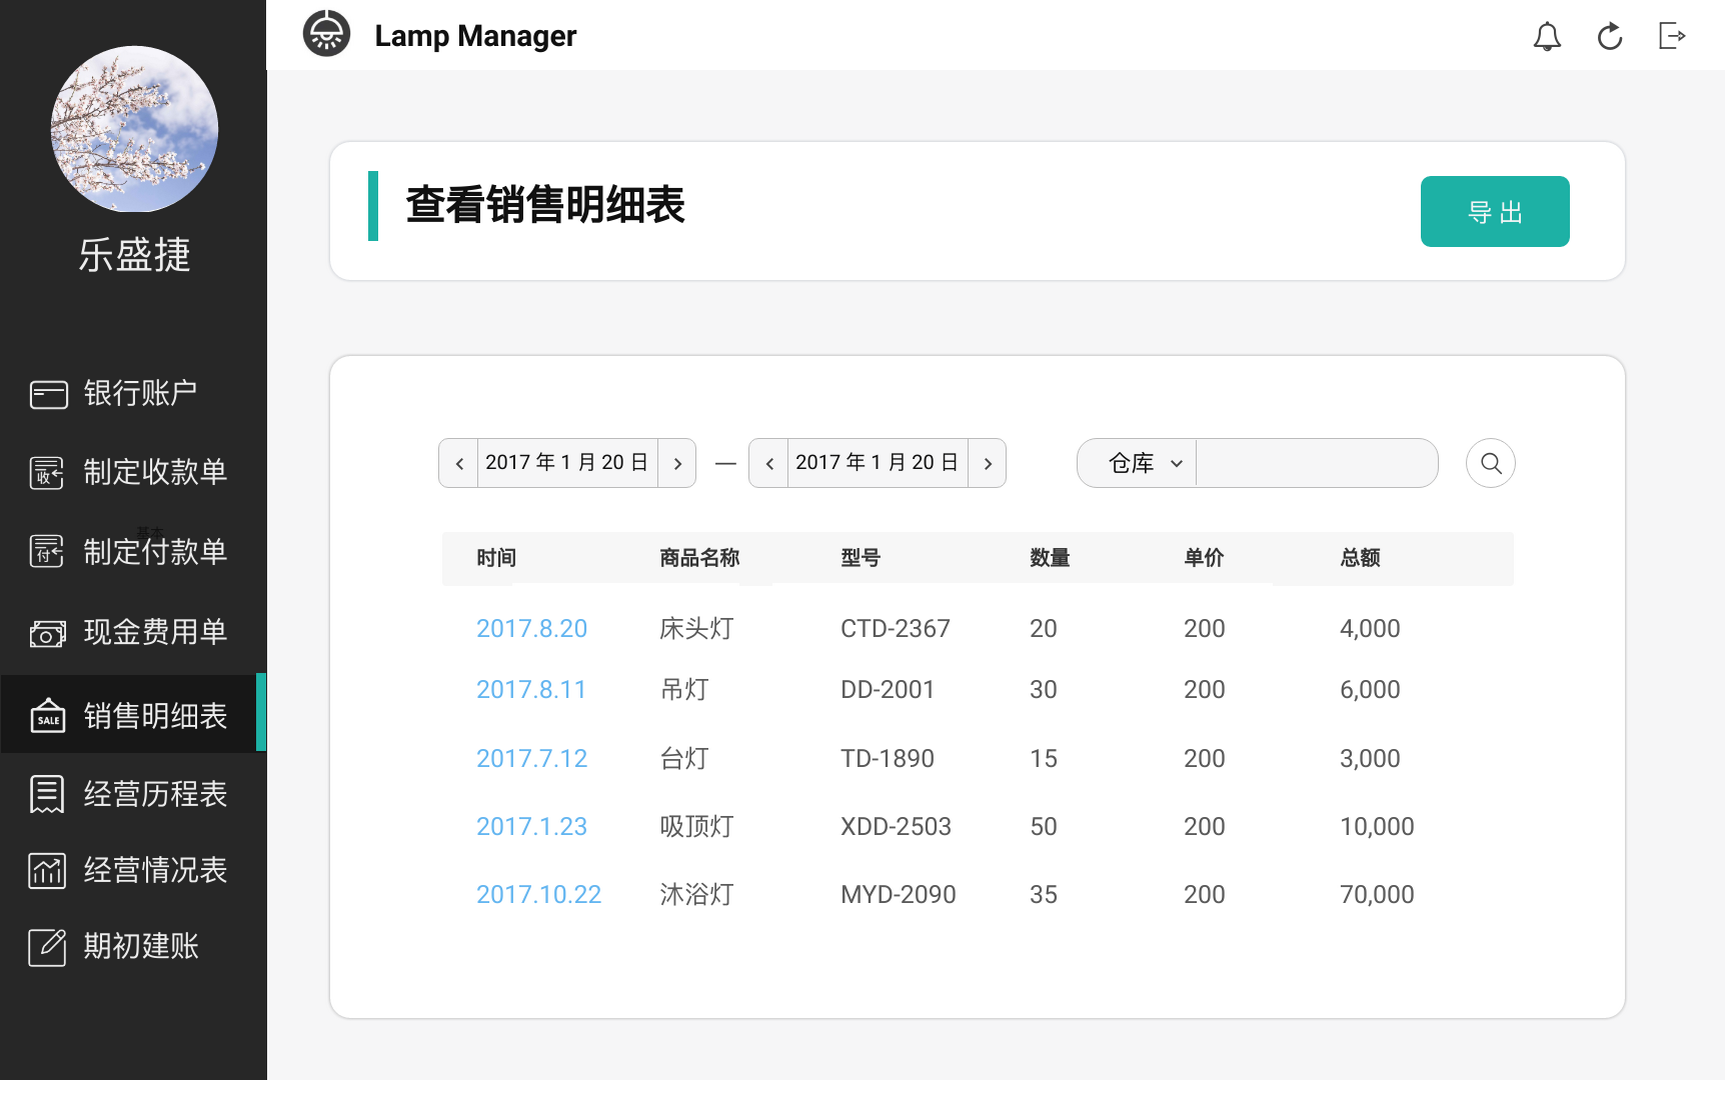 Lamp Manager
乐盛捷
银行账户
收
制定收款单
基本
付
制定付款单
现金费用单
SALE
销售明细表
经营历程表
经营情况表
期初建账
查看销售明细表
导出
2017 年 1 月 20 日 — 2017 年 1 月 20 日 仓库
时间 商品名称 型号 数量 单价 总额
2017.8.20 床头灯 CTD-2367 20 200 4,000
2017.8.11 吊灯 DD-2001 30 200 6,000
2017.7.12 台灯 TD-1890 15 200 3,000
2017.1.23 吸顶灯 XDD-2503 50 200 10,000
2017.10.22 沐浴灯 MYD-2090 35 200 70,000